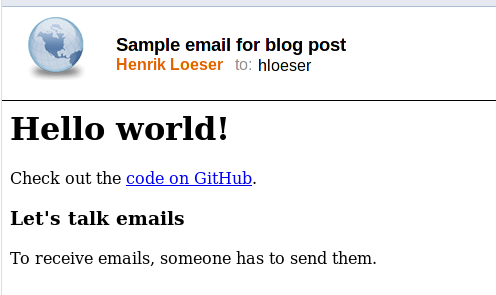 Sample email for blog post
Henrik Loeser to: hloeser
Hello world!
Check out the code on GitHub.
Let's talk emails
To receive emails, someone has to send them.